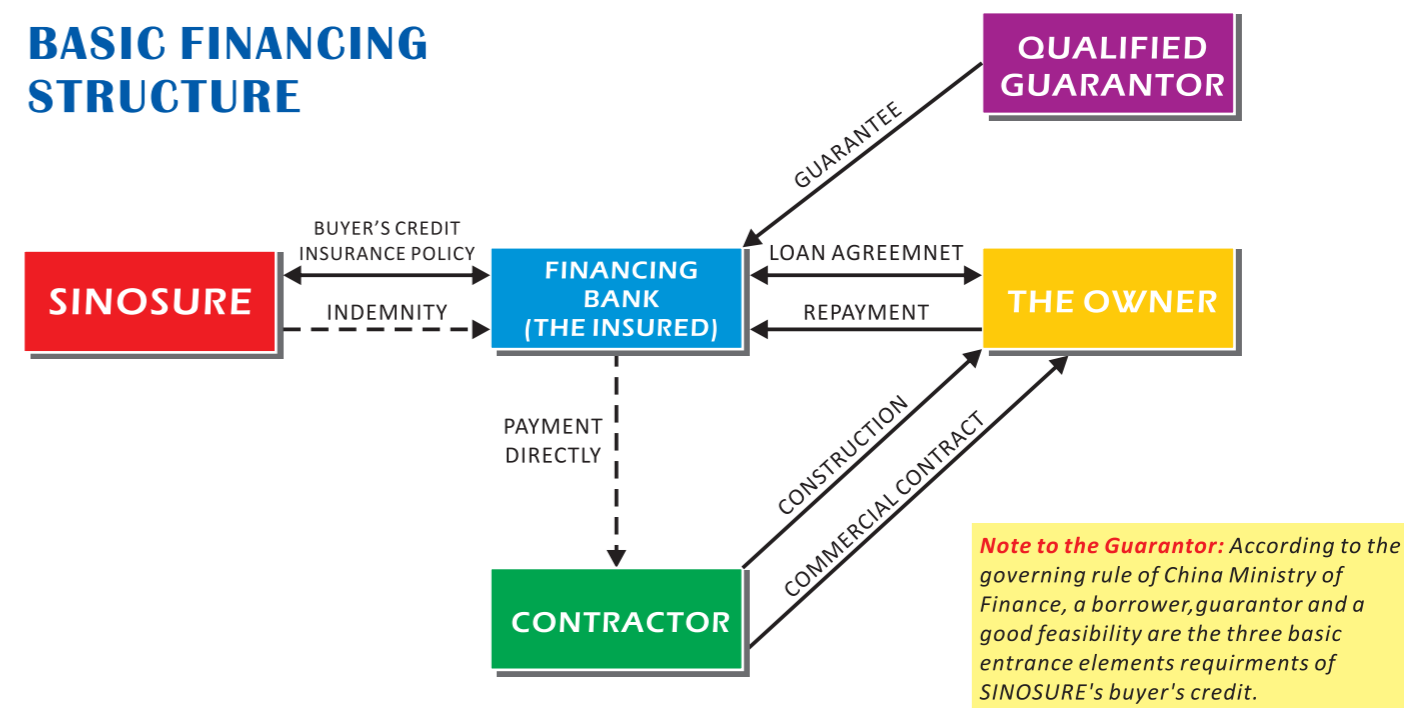 BASIC FINANCING
STRUCTURE
QUALIFIED
GUARANTOR
GUARANTEE
BUYER'S CREDIT
INSURANCE POLICY
INDEMNITY
SINOSURE
FINANCING
BANK
(THE INSURED)
LOAN AGREEMNET
REPAYMENT
THE OWNER
PAYMENT
DIRECTLY
CONSTRUCTION
COMMERCIAL CONTRACT
CONTRACTOR
Note to the Guarantor: According to the
governing rule of China Ministry of
Finance, a borrower,guarantor and a
good feasibility are the three basic
entrance elements requirments of
SINOSURE's buyer's credit.